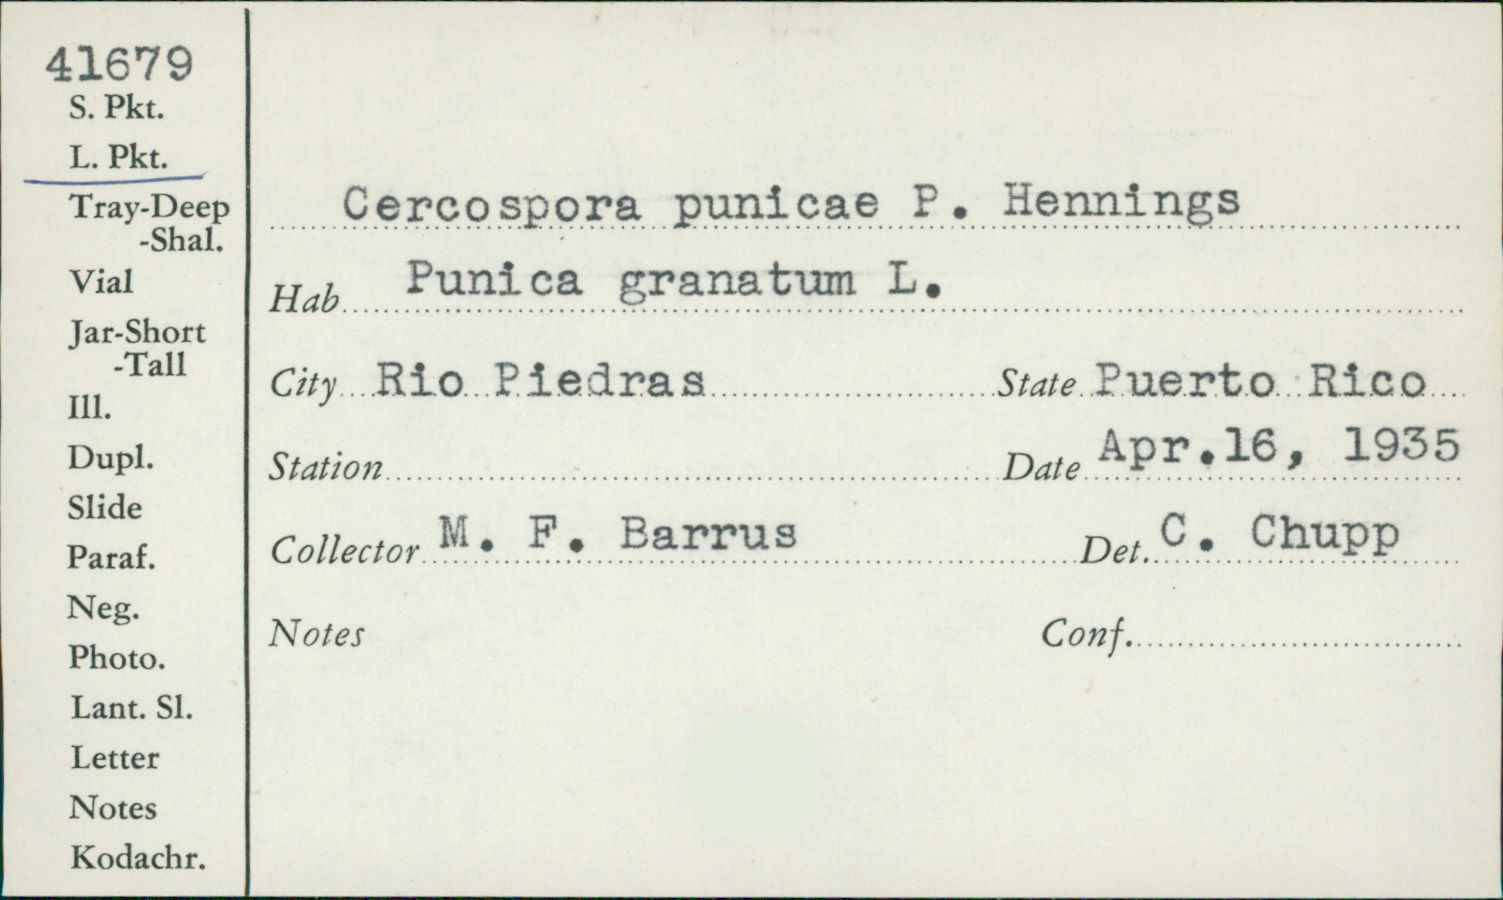 41679
S. Pkt.
L. Pkt.
Tray-Deep
-Shal.
Vial
Jar-Short
-Tall
Ill.
Dupl.
Slide
Paraf.
Neg.
Photo.
Lant. Sl.
Letter
Notes
Kodachr.
Cercospora punicae P. Hennings
Hab Punica granatum L.
City Rio Piedras State Puerto Rico
Station Date Apr.16, 1935
Collector M. F. Barrus Det. C. Chupp
Notes Conf.